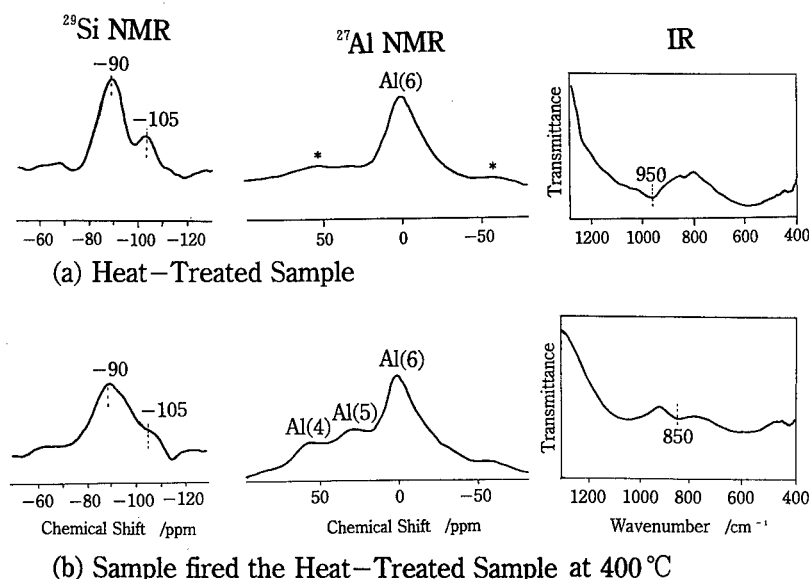 ²⁹Si NMR
²⁷Al NMR
IR
−90
−105
Al(6)
*
*
Transmittance
950
−60 −80 −100 −120
50 0 −50
1200 1000 800 600 400
(a) Heat−Treated Sample
−90
−105
Al(4)
Al(5)
Al(6)
Transmittance
850
−60 −80 −100 −120
50 0 −50
1200 1000 800 600 400
Chemical Shift /ppm
Chemical Shift /ppm
Wavenumber /cm⁻¹
(b) Sample fired the Heat−Treated Sample at 400℃